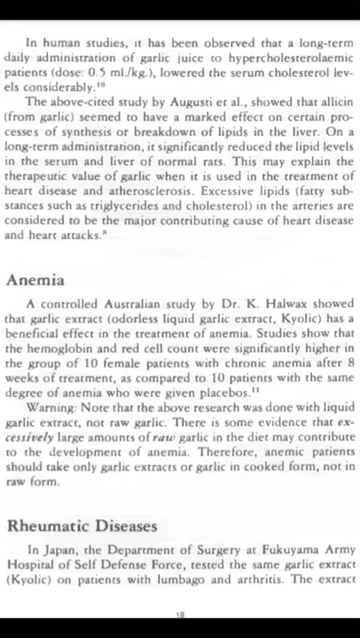 In human studies, it has been observed that a long-term
daily administration of garlic juice to hypercholesterolaemic
patients (dose: 0.5 ml./kg.), lowered the serum cholesterol lev-
els considerably.¹⁰
The above-cited study by Augusti et al., showed that allicin
(from garlic) seemed to have a marked effect on certain pro-
cesses of synthesis or breakdown of lipids in the liver. On a
long-term administration, it significantly reduced the lipid levels
in the serum and liver of normal rats. This may explain the
therapeutic value of garlic when it is used in the treatment of
heart disease and atherosclerosis. Excessive lipids (fatty sub-
stances such as triglycerides and cholesterol) in the arteries are
considered to be the major contributing cause of heart disease
and heart attacks.
Anemia
A controlled Australian study by Dr. K. Halwax showed
that garlic extract (odorless liquid garlic extract, Kyolic) has a
beneficial effect in the treatment of anemia. Studies show that
the hemoglobin and red cell count were significantly higher in
the group of 10 female patients with chronic anemia after 8
weeks of treatment, as compared to 10 patients with the same
degree of anemia who were given placebos.¹¹
Warning: Note that the above research was done with liquid
garlic extract, not raw garlic. There is some evidence that ex-
cessively large amounts of raw garlic in the diet may contribute
to the development of anemia. Therefore, anemic patients
should take only garlic extracts or garlic in cooked form, not in
raw form.
Rheumatic Diseases
In Japan, the Department of Surgery at Fukuyama Army
Hospital of Self Defense Force, tested the same garlic extract
(Kyolic) on patients with lumbago and arthritis. The extract
18